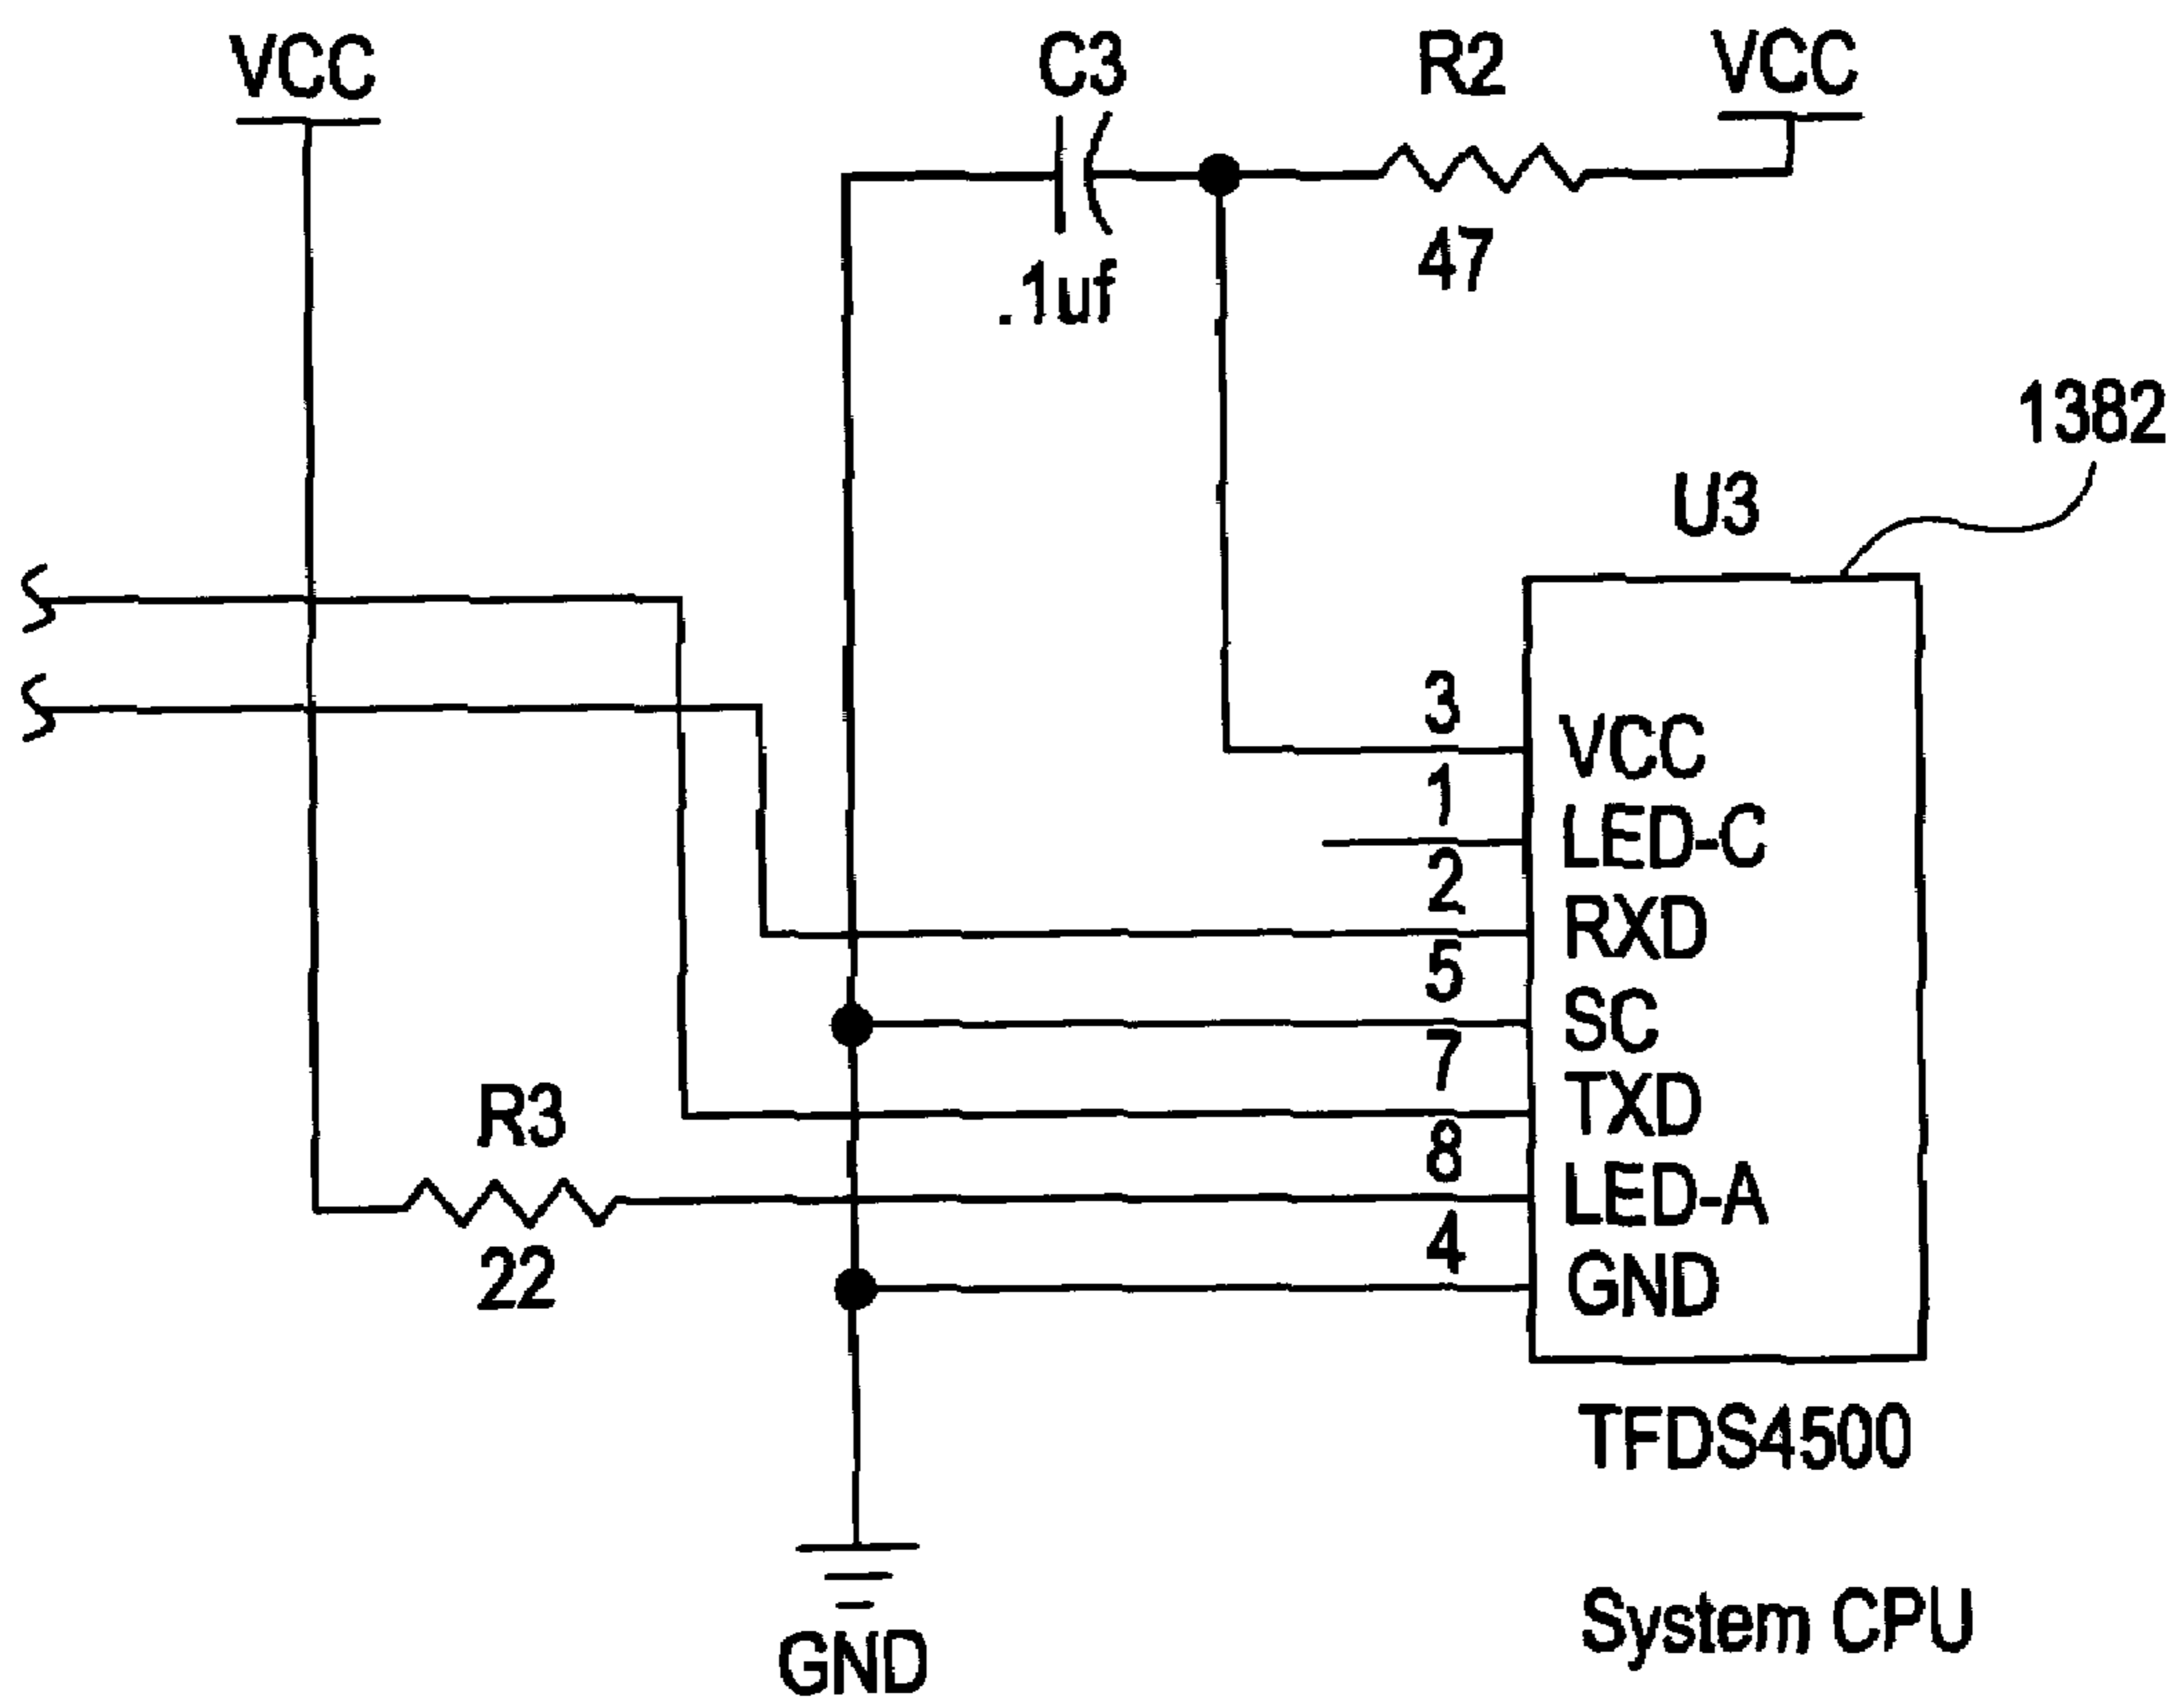 VCC
C3
R2
VCC
.1uf
47
1382
U3
3
VCC
1
LED-C
2
RXD
5
SC
7
TXD
8
LED-A
4
GND
R3
22
TFDS4500
System CPU
GND